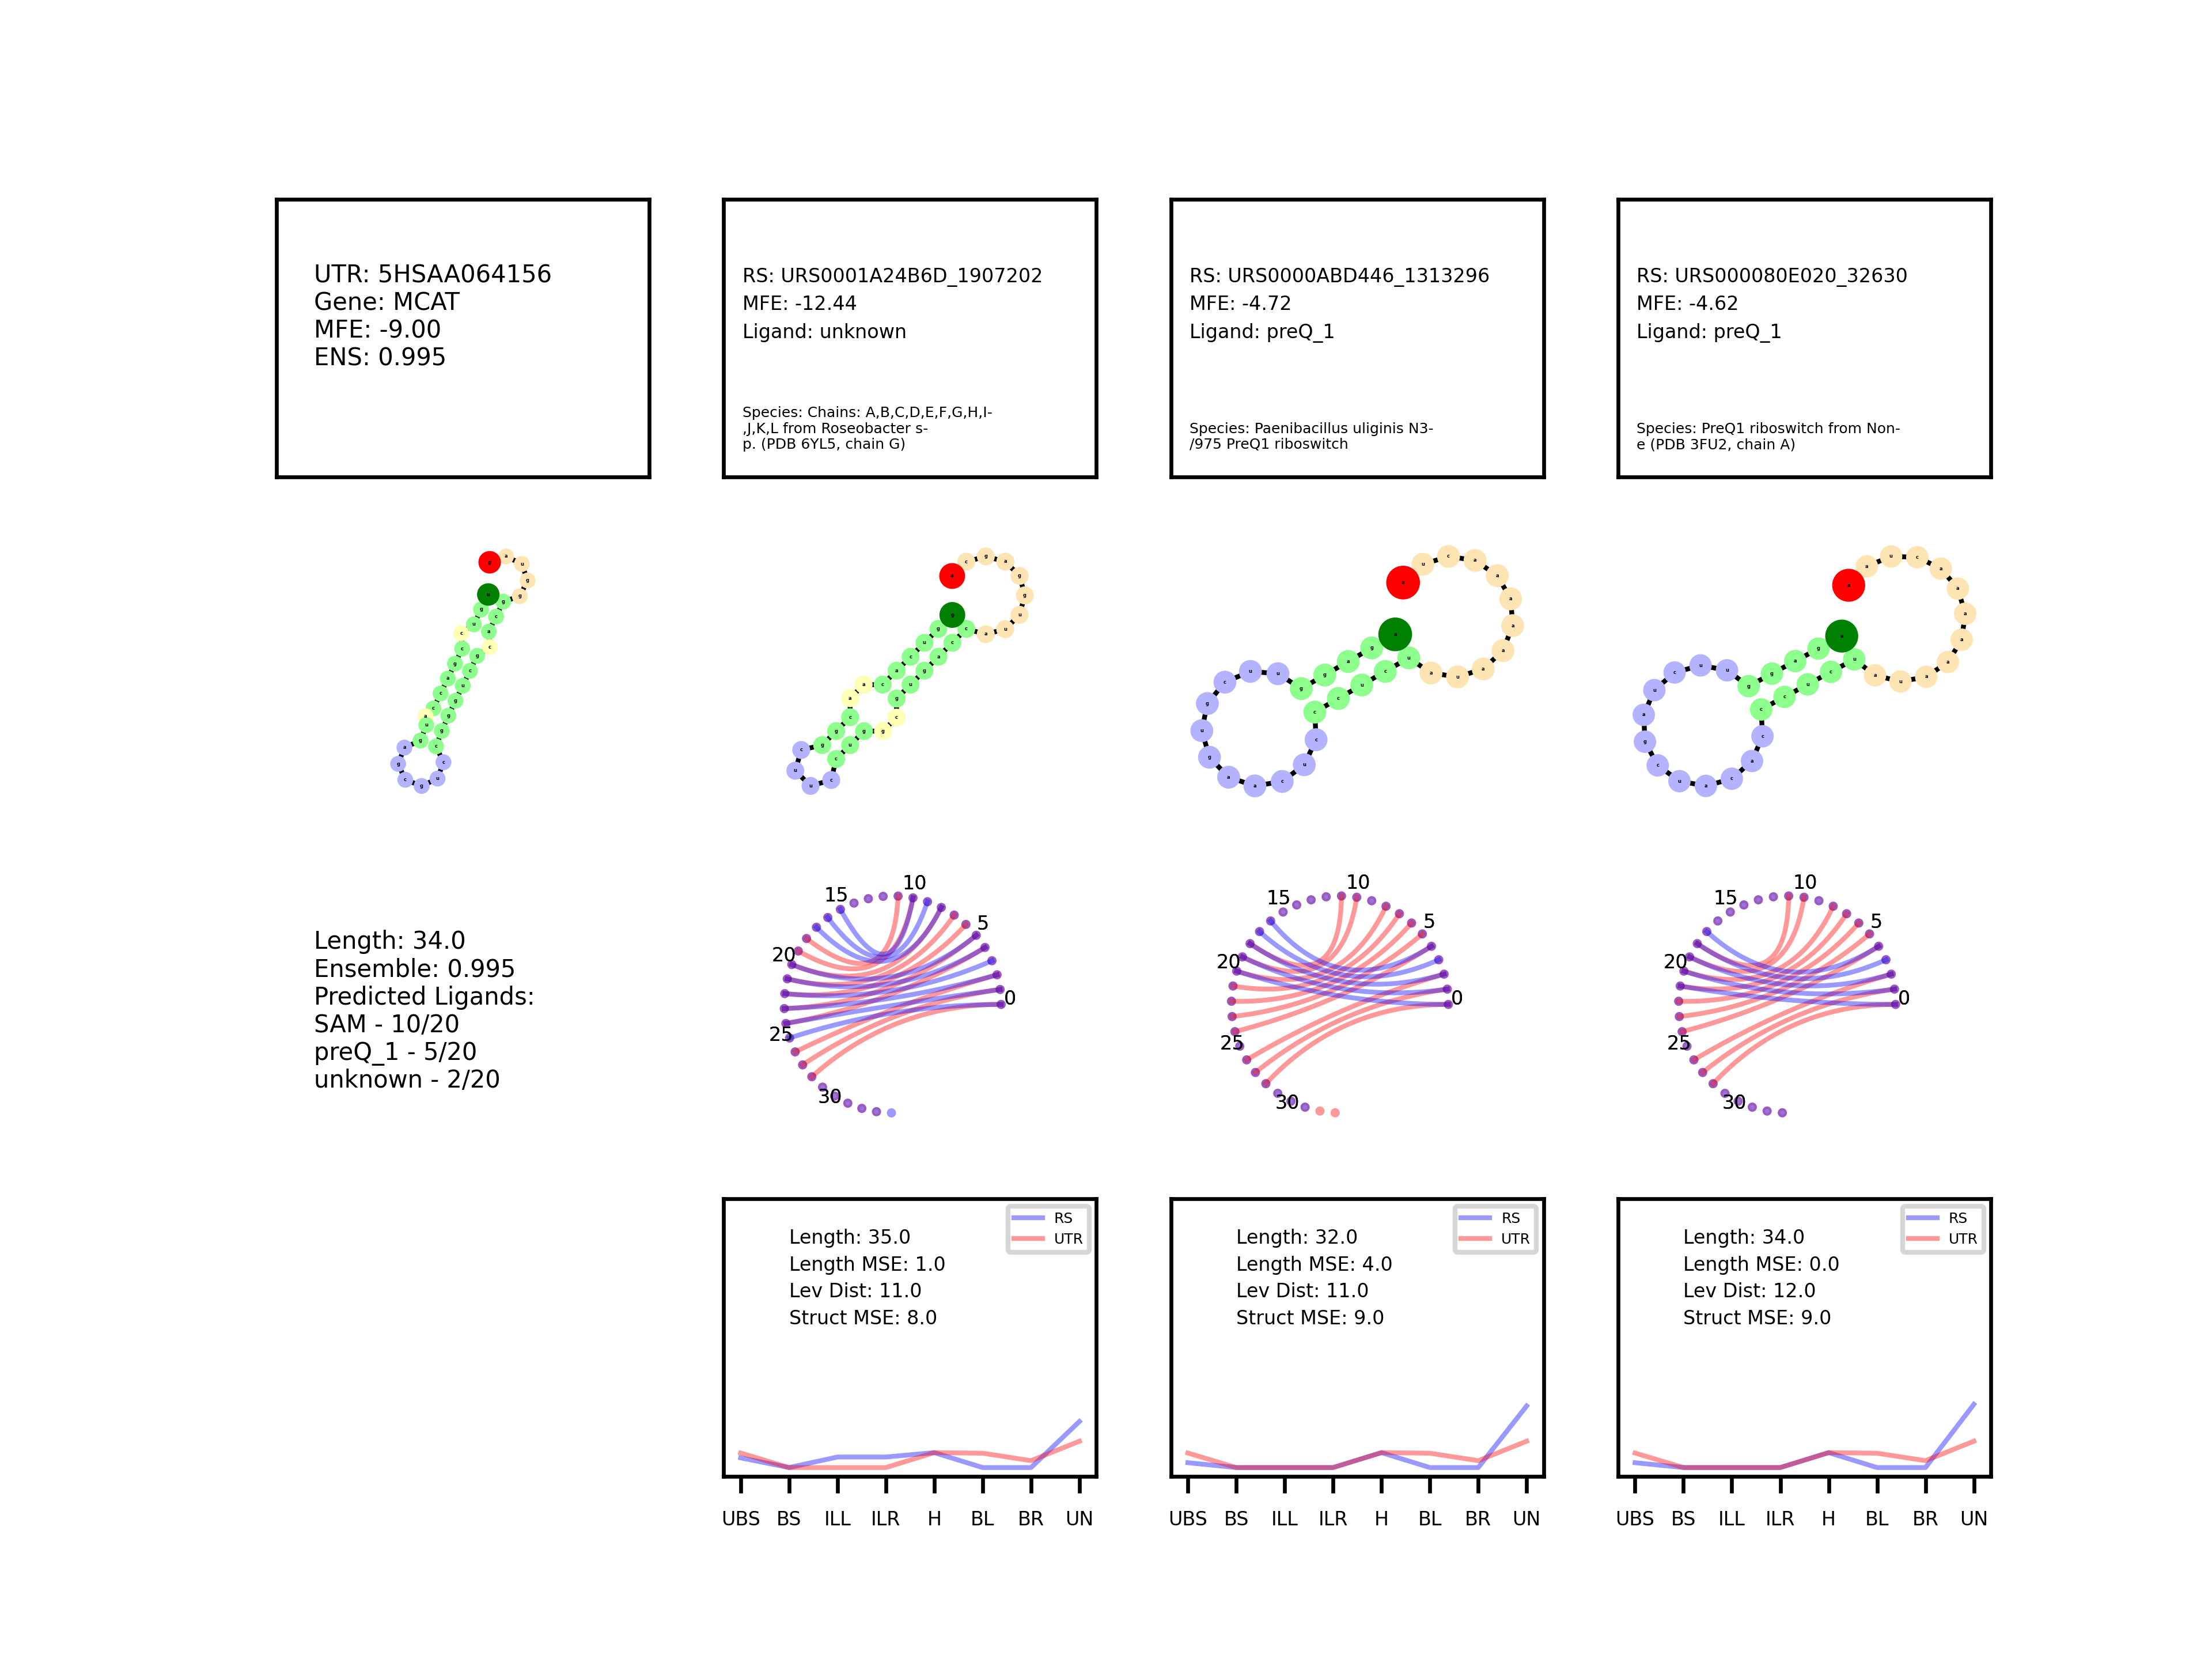 UTR: 5HSAA064156
Gene: MCAT
MFE: -9.00
ENS: 0.995
RS: URS0001A24B6D_1907202
MFE: -12.44
Ligand: unknown
Species: Chains: A,B,C,D,E,F,G,H,I-
,J,K,L from Roseobacter s-
p. (PDB 6YL5, chain G)
RS: URS0000ABD446_1313296
MFE: -4.72
Ligand: preQ_1
Species: Paenibacillus uliginis N3-
/975 PreQ1 riboswitch
RS: URS000080E020_32630
MFE: -4.62
Ligand: preQ_1
Species: PreQ1 riboswitch from Non-
e (PDB 3FU2, chain A)
Length: 34.0
Ensemble: 0.995
Predicted Ligands:
SAM - 10/20
preQ_1 - 5/20
unknown - 2/20
0
5
10
15
20
25
30
0
5
10
15
20
25
30
0
5
10
15
20
25
30
RS
UTR
Length: 35.0
Length MSE: 1.0
Lev Dist: 11.0
Struct MSE: 8.0
UBS BS ILL ILR H BL BR UN
RS
UTR
Length: 32.0
Length MSE: 4.0
Lev Dist: 11.0
Struct MSE: 9.0
UBS BS ILL ILR H BL BR UN
RS
UTR
Length: 34.0
Length MSE: 0.0
Lev Dist: 12.0
Struct MSE: 9.0
UBS BS ILL ILR H BL BR UN